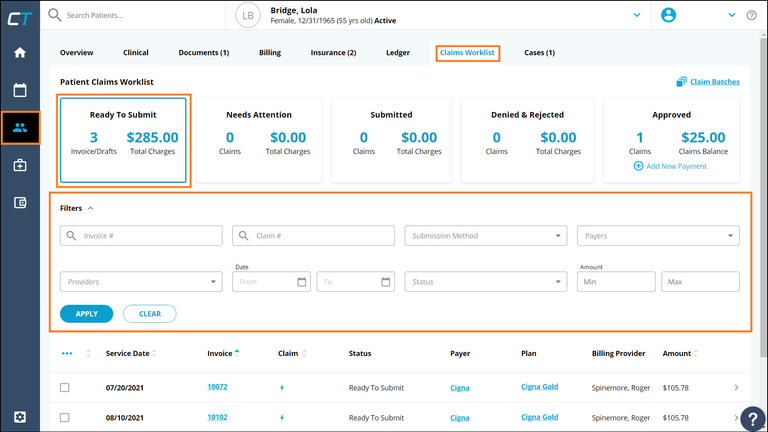 CT
Search Patients...
LB
Bridge, Lola
Female, 12/31/1965 (55 yrs old) Active
Overview Clinical Documents (1) Billing Insurance (2) Ledger Claims Worklist Cases (1)
Patient Claims Worklist
Claim Batches
Ready To Submit Needs Attention Submitted Denied & Rejected Approved
3 $285.00 0 $0.00 0 $0.00 0 $0.00 1 $25.00
Invoice/Drafts Total Charges Claims Total Charges Claims Total Charges Claims Total Charges Claims Claims Balance
Add New Payment
Filters
Invoice # Claim # Submission Method Payers
Date Amount
Providers From To Status Min Max
APPLY CLEAR
Service Date Invoice Claim Status Payer Plan Billing Provider Amount
07/20/2021 10072 Ready To Submit Cigna Cigna Gold Spinemore, Roger $105.78
08/10/2021 10102 Ready To Submit Cigna Cigna Gold Spinemore, Roger $105.78